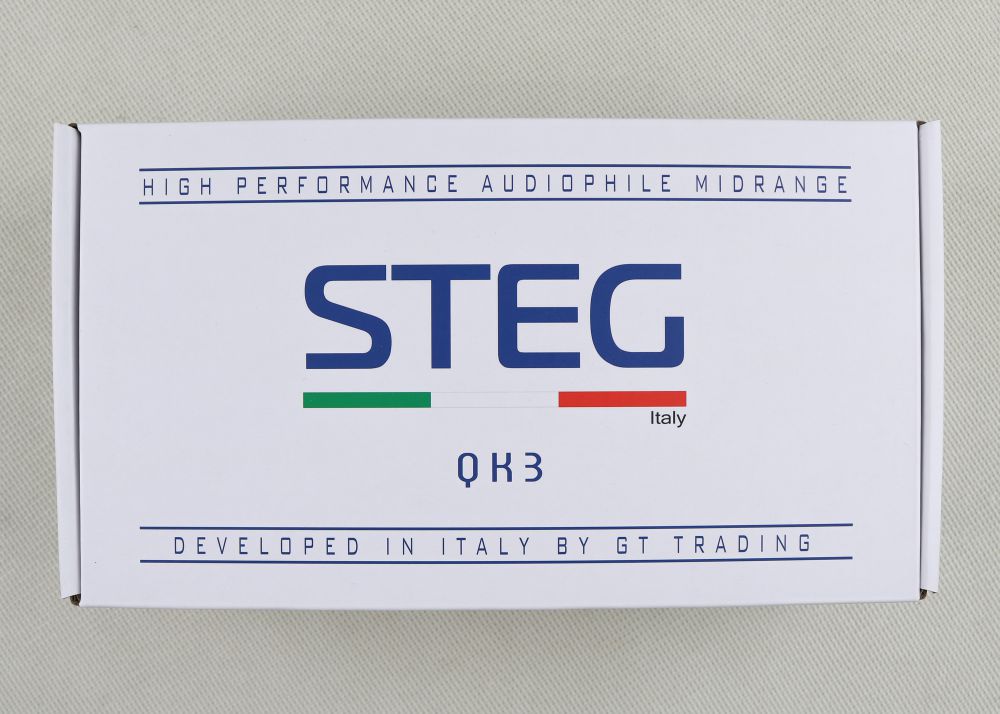 HIGH PERFORMANCE AUDIOPHILE MIDRANGE
STEG
Italy
QK3
DEVELOPED IN ITALY BY GT TRADING